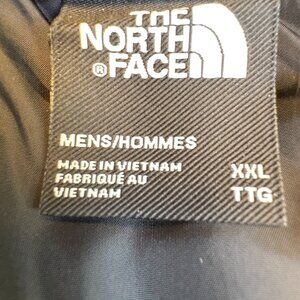 THE
NORTH
® FACE
MENS/HOMMES
MADE IN VIETNAM
FABRIQUÉ AU
VIETNAM
XXL
TTG